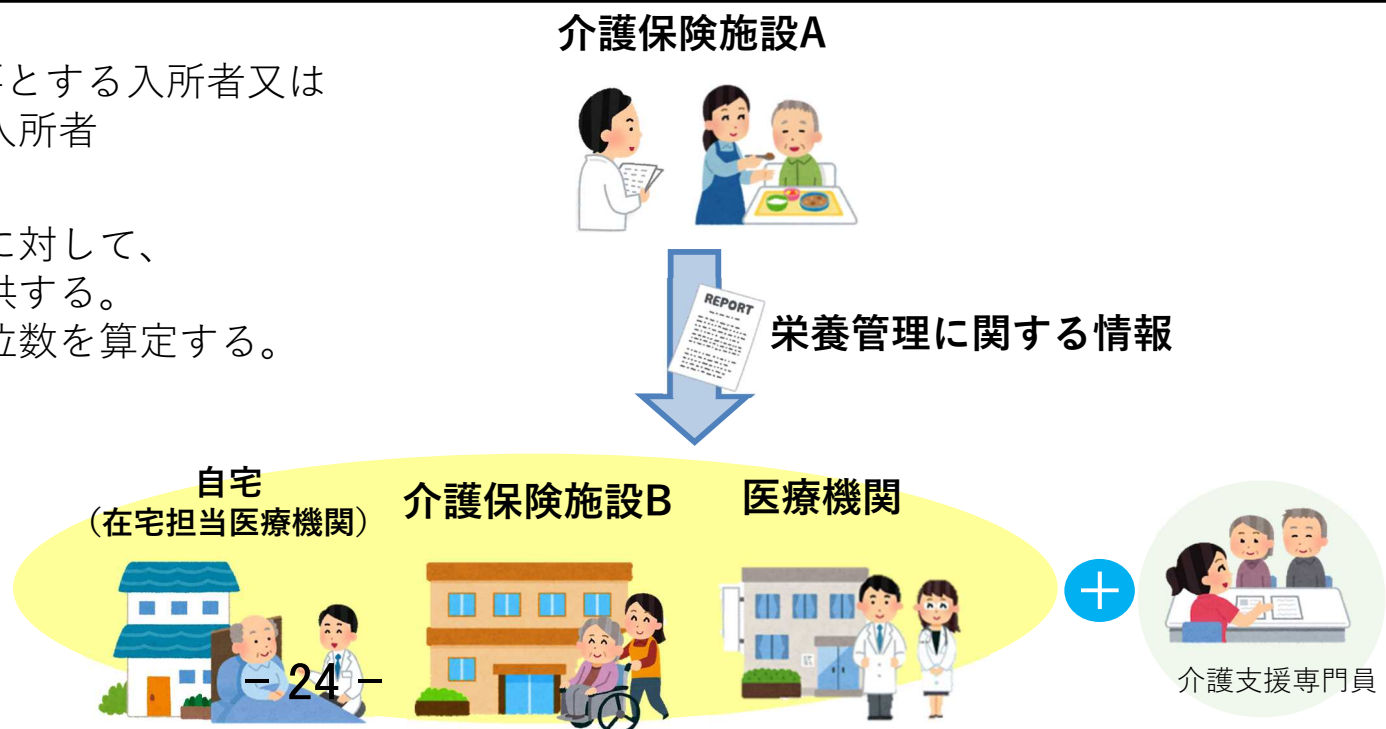 介護保険施設A
要とする入所者又は
入所者
に対して、
供する。
位数を算定する。
REPORT
栄養管理に関する情報
自宅
（在宅担当医療機関）
介護保険施設B
医療機関
＋
介護支援専門員
- 24 -